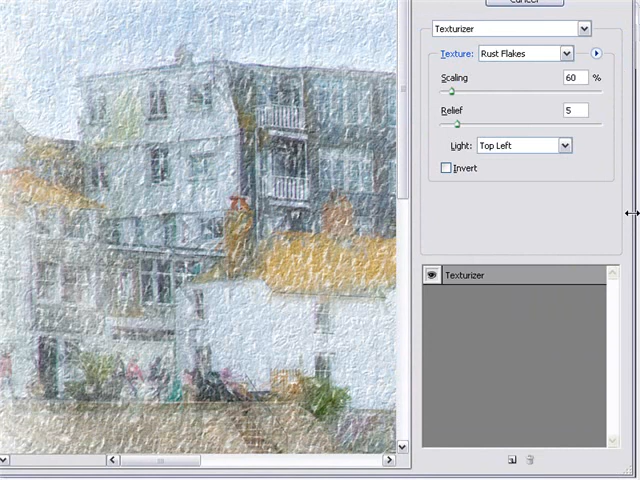 Cancel
Texturizer
Texture: Rust Flakes
Scaling 60 %
Relief 5
Light: Top Left
Invert
Texturizer